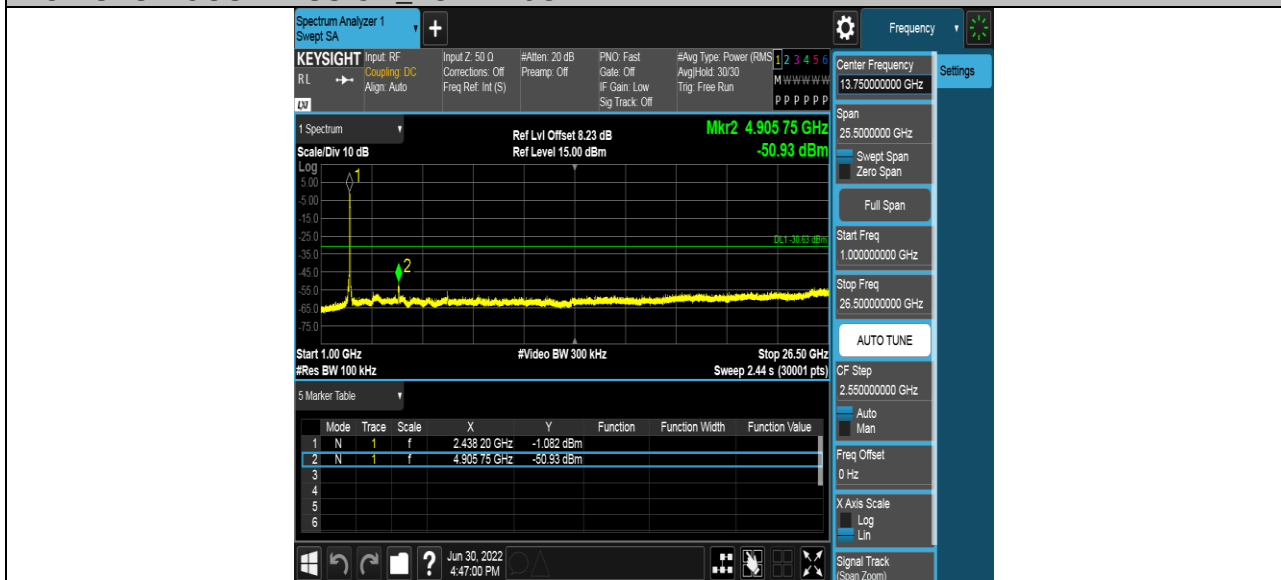 Spectrum Analyzer 1
Swept SA
+
Frequency
KEYSIGHT
RL
LXI
Input: RF
Coupling: DC
Align: Auto
Input Z: 50 Ω
Corrections: Off
Freq Ref: Int (S)
#Atten: 20 dB
Preamp: Off
PNO: Fast
Gate: Off
IF Gain: Low
Sig Track: Off
#Avg Type: Power (RMS
Avg|Hold: 30/30
Trig: Free Run
1 2 3 4 5 6
M W W W W W
P P P P P P
1 Spectrum
Scale/Div 10 dB
Ref Lvl Offset 8.23 dB
Ref Level 15.00 dBm
Mkr2 4.905 75 GHz
-50.93 dBm
Log
5.00
-5.00
-15.0
-25.0
-35.0
-45.0
-55.0
-65.0
-75.0
1
2
DL1 -30.63 dBm
Start 1.00 GHz
#Video BW 300 kHz
Stop 26.50 GHz
#Res BW 100 kHz
Sweep 2.44 s (30001 pts)
5 Marker Table
Mode Trace Scale X Y Function Function Width Function Value
1 N 1 f 2.438 20 GHz -1.082 dBm
2 N 1 f 4.905 75 GHz -50.93 dBm
3
4
5
6
?
Jun 30, 2022
4:47:00 PM
Center Frequency
13.750000000 GHz
Settings
Span
25.5000000 GHz
Swept Span
Zero Span
Full Span
Start Freq
1.000000000 GHz
Stop Freq
26.500000000 GHz
AUTO TUNE
CF Step
2.550000000 GHz
Auto
Man
Freq Offset
0 Hz
X Axis Scale
Log
Lin
Signal Track
(Span Zoom)